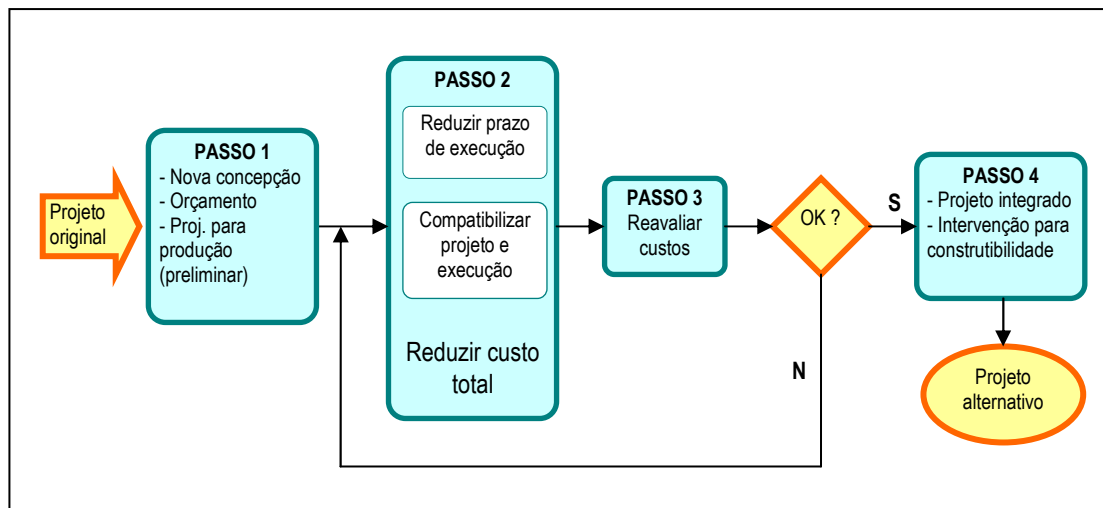 Projeto
original
PASSO 1
- Nova concepção
- Orçamento
- Proj. para
produção
(preliminar)
PASSO 2
Reduzir prazo
de execução
Compatibilizar
projeto e
execução
Reduzir custo
total
PASSO 3
Reavaliar
custos
OK ?
S
N
PASSO 4
- Projeto integrado
- Intervenção para
construtibilidade
Projeto
alternativo